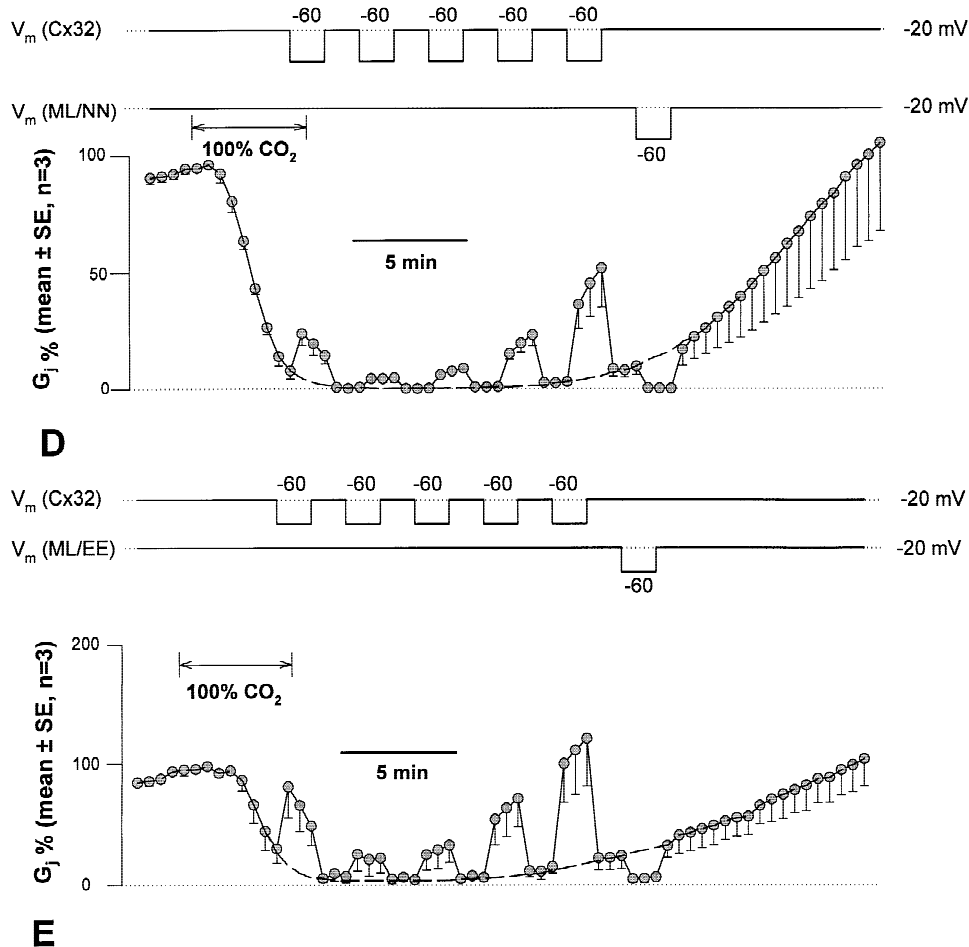 -60 -60 -60 -60 -60
Vm (Cx32) -20 mV
Vm (ML/NN) -20 mV
100% CO2
-60
100
50
0
5 min
Gj % (mean ± SE, n=3)
D
-60 -60 -60 -60 -60
Vm (Cx32) -20 mV
Vm (ML/EE) -20 mV
-60
200
100
0
100% CO2
5 min
Gj % (mean ± SE, n=3)
E